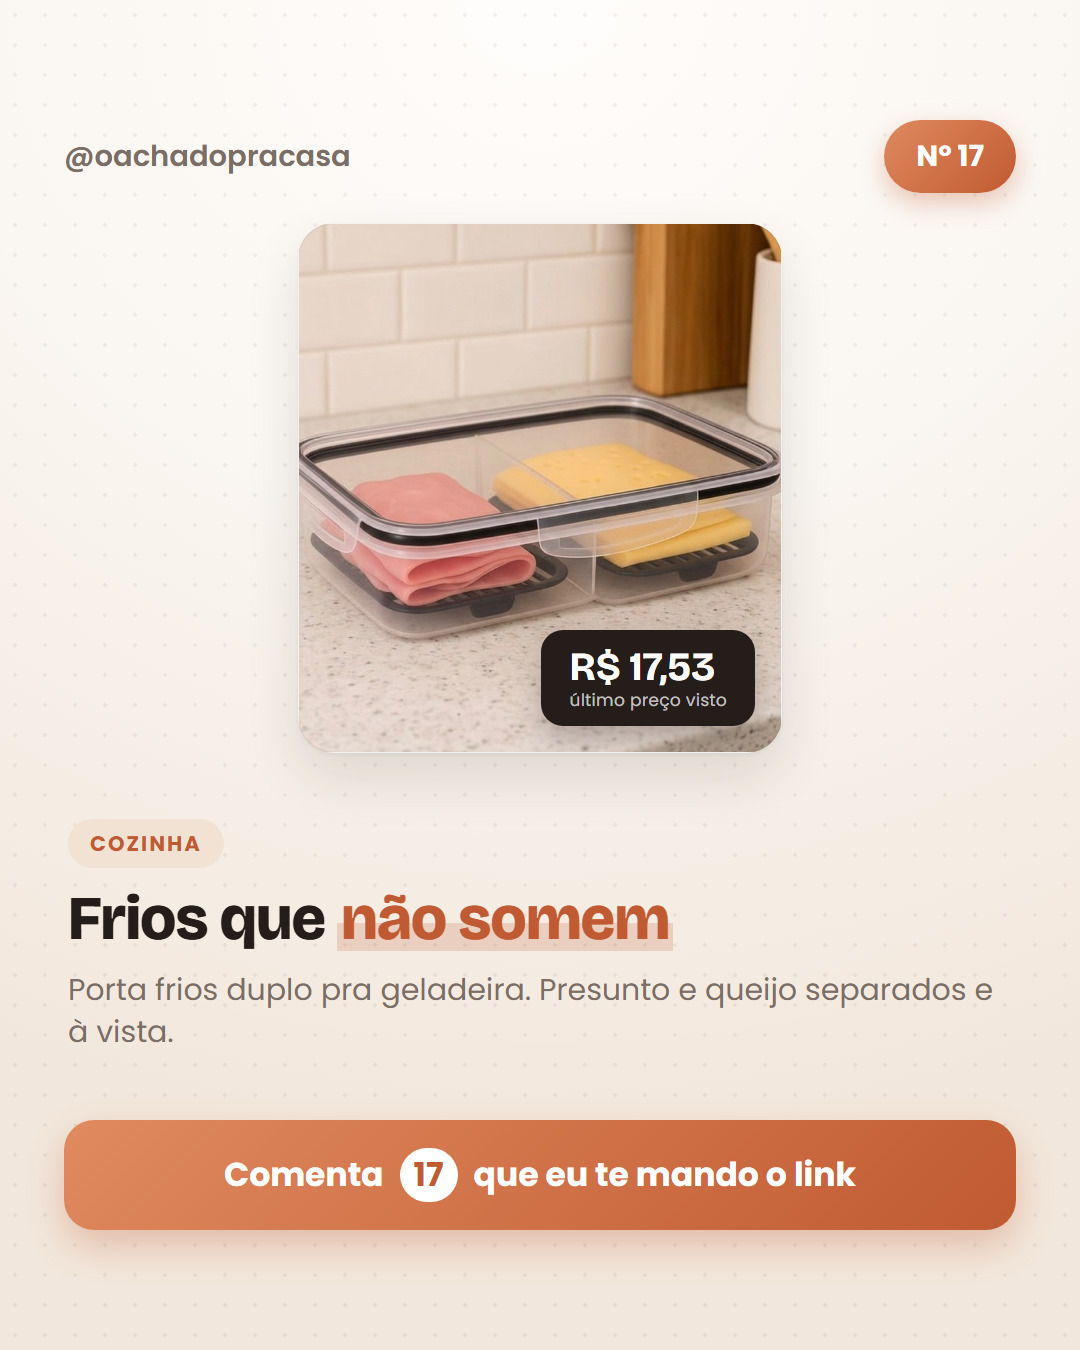 @oachadopracasa
Nº 17
R$ 17,53
último preço visto
COZINHA
Frios que não somem
Porta frios duplo pra geladeira. Presunto e queijo separados e
à vista.
Comenta 17 que eu te mando o link